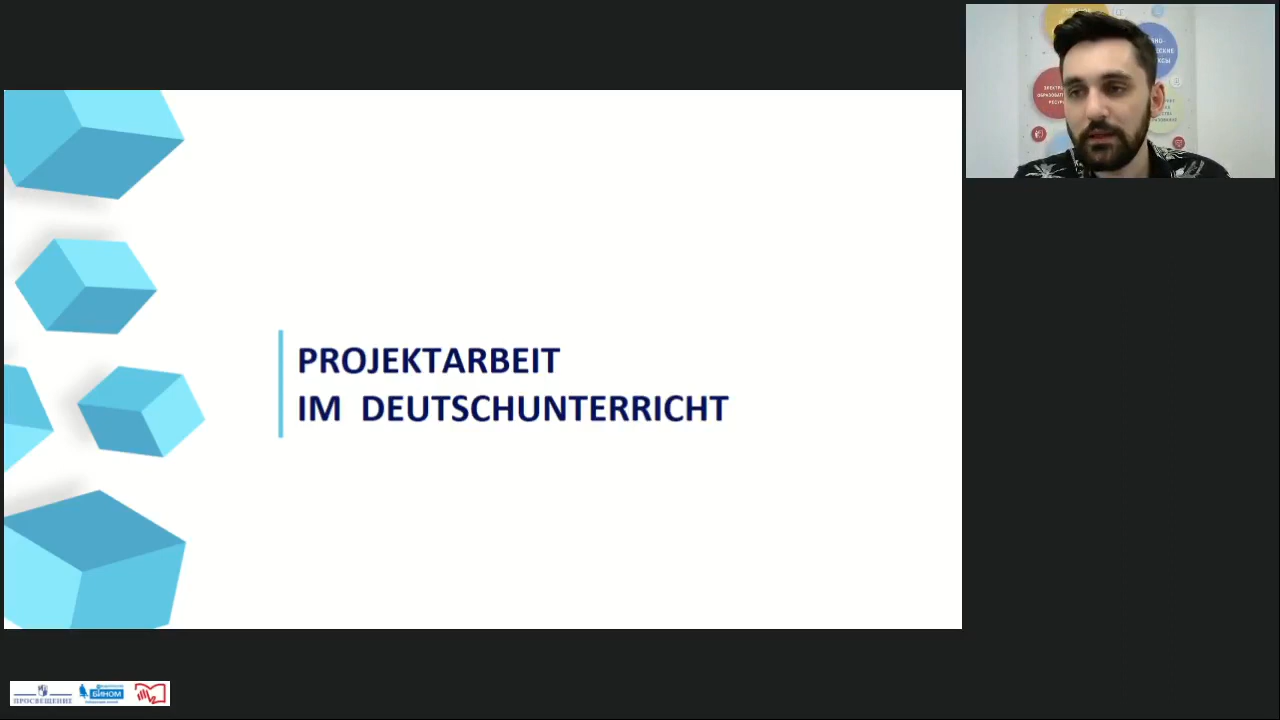 PROJEKTARBEIT
IM DEUTSCHUNTERRICHT
ПРОСВЕЩЕНИЕ
БИНОМ